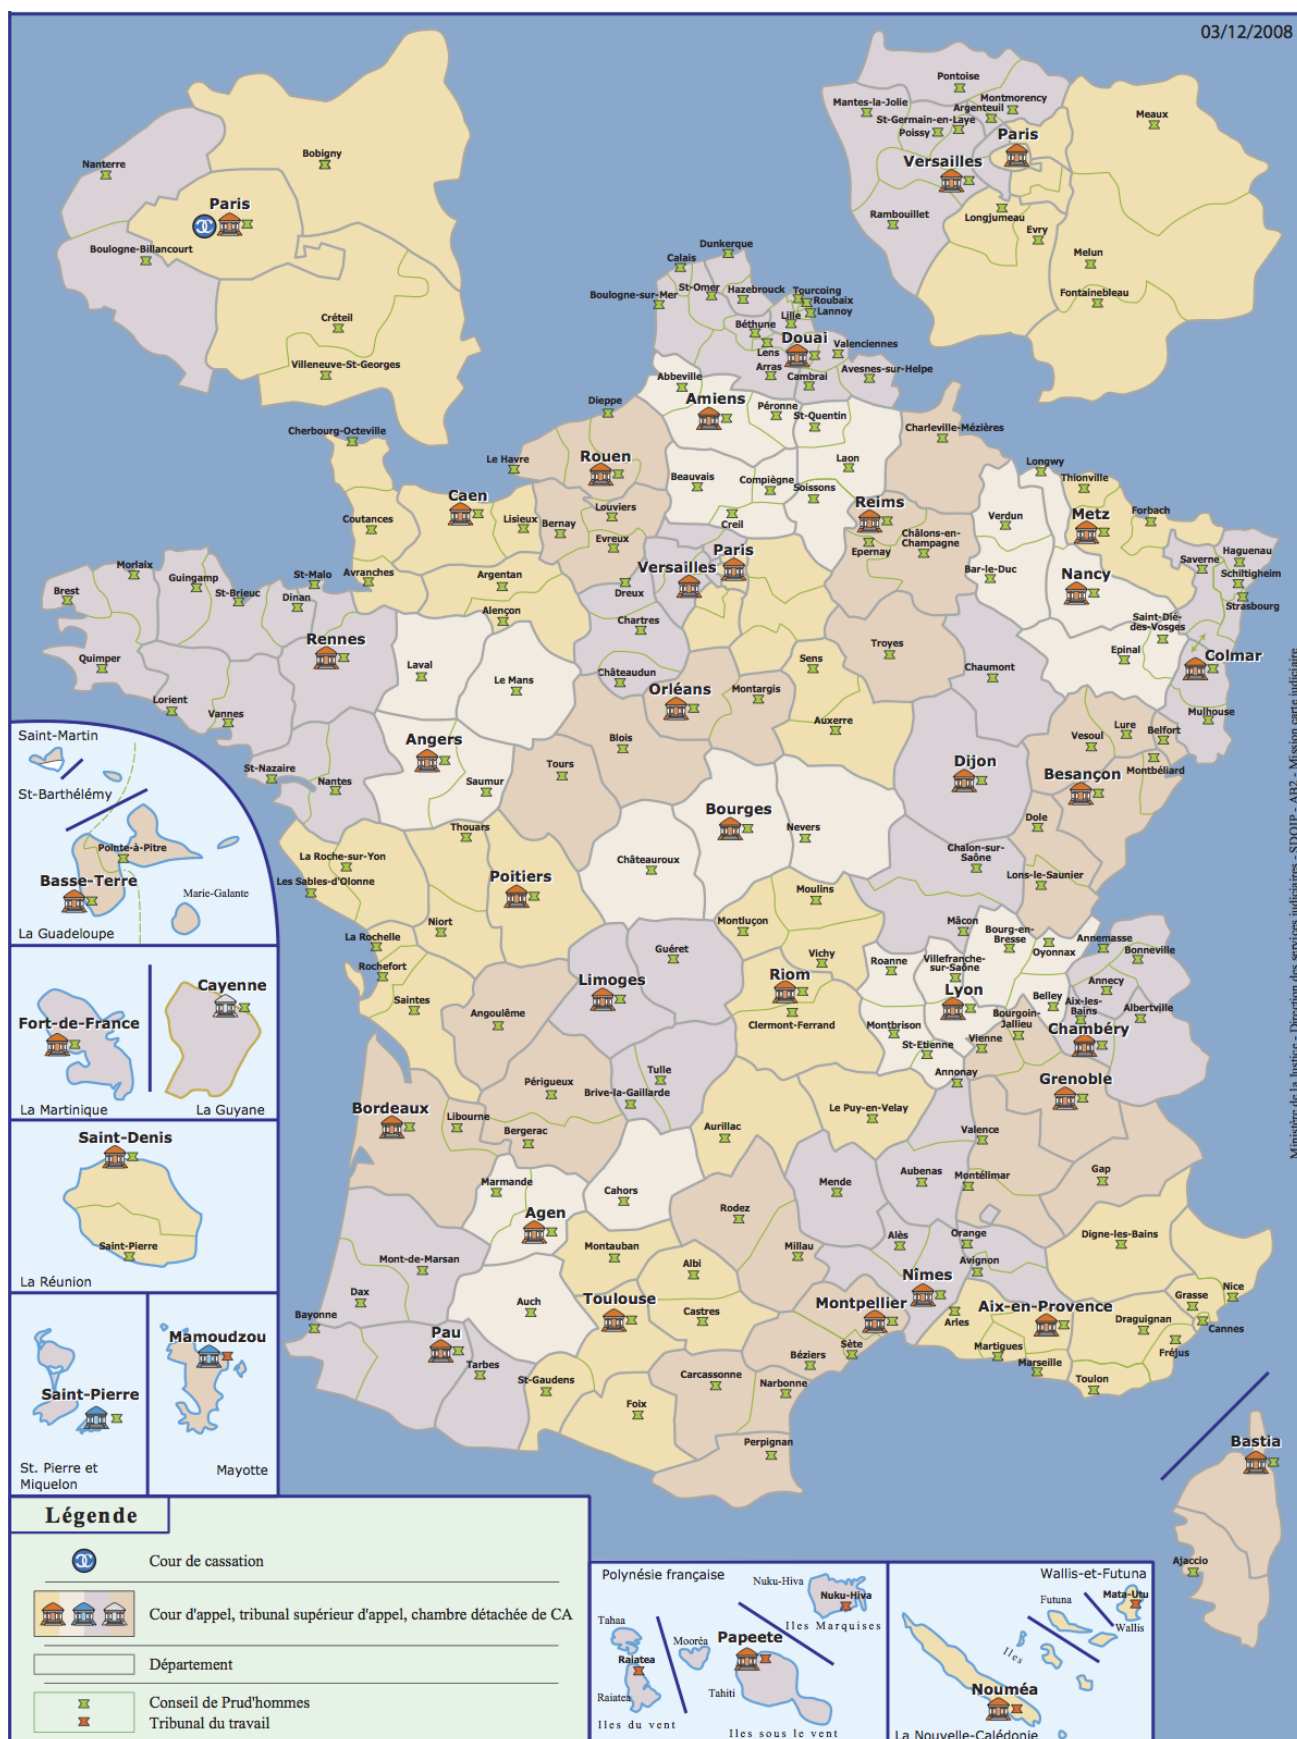 03/12/2008
Nanterre
Bobigny
Paris
Boulogne-Billancourt
Créteil
Villeneuve-St-Georges
Pontoise
Mantes-la-Jolie
Montmorency
Argenteuil
St-Germain-en-Laye
Poissy
Paris
Meaux
Versailles
Rambouillet
Longjumeau
Evry
Melun
Fontainebleau
Dunkerque
Calais
St-Omer
Hazebrouck
Boulogne-sur-Mer
Tourcoing
Roubaix
Lannoy
Lille
Béthune
Douai
Lens
Valenciennes
Arras
Cambrai
Avesnes-sur-Helpe
Abbeville
Amiens
Péronne
St-Quentin
Dieppe
Charleville-Mézières
Cherbourg-Octeville
Le Havre
Rouen
Beauvais
Compiègne
Laon
Soissons
Creil
Longwy
Thionville
Caen
Coutances
Lisieux
Bernay
Louviers
Evreux
Reims
Epernay
Châlons-en-
Champagne
Verdun
Metz
Forbach
Bar-le-Duc
Nancy
Saverne
Haguenau
Schiltigheim
Strasbourg
Morlaix
Brest
Guingamp
St-Brieuc
St-Malo
Dinan
Avranches
Argentan
Alençon
Paris
Versailles
Dreux
Chartres
Châteaudun
Saint-Dié-
des-Vosges
Epinal
Colmar
Mulhouse
Quimper
Lorient
Vannes
Rennes
Laval
Le Mans
Orléans
Montargis
Sens
Auxerre
Troyes
Chaumont
Blois
Tours
Angers
Saumur
St-Nazaire
Nantes
Lure
Belfort
Vesoul
Montbéliard
Besançon
Dijon
Dole
Bourges
Nevers
Châteauroux
Chalon-sur-
Saône
Lons-le-Saunier
Thouars
La Roche-sur-Yon
Les Sables-d'Olonne
Poitiers
Niort
La Rochelle
Rochefort
Saintes
Angoulême
Moulins
Montluçon
Vichy
Guéret
Limoges
Riom
Clermont-Ferrand
Mâcon
Bourg-en-
Bresse
Oyonnax
Annemasse
Bonneville
Roanne
Villefranche-
sur-Saône
Lyon
Belley
Annecy
Aix-les-
Bains
Albertville
Montbrison
St-Etienne
Vienne
Bourgoin-
Jallieu
Chambéry
Annonay
Grenoble
Tulle
Brive-la-Gaillarde
Périgueux
Bergerac
Bordeaux
Libourne
Le Puy-en-Velay
Aurillac
Valence
Montélimar
Gap
Aubenas
Mende
Marmande
Agen
Cahors
Rodez
Millau
Alès
Orange
Avignon
Digne-les-Bains
Mont-de-Marsan
Dax
Bayonne
Montauban
Albi
Castres
Toulouse
Auch
Nîmes
Montpellier
Arles
Aix-en-Provence
Martigues
Marseille
Toulon
Nice
Grasse
Cannes
Draguignan
Fréjus
Pau
Tarbes
St-Gaudens
Foix
Carcassonne
Béziers
Sète
Narbonne
Perpignan
Bastia
Ajaccio
Saint-Martin
St-Barthélémy
Pointe-à-Pitre
Basse-Terre
Marie-Galante
La Guadeloupe
Fort-de-France
La Martinique
Cayenne
La Guyane
Saint-Denis
Saint-Pierre
La Réunion
Saint-Pierre
St. Pierre et
Miquelon
Mamoudzou
Mayotte
Légende
Cour de cassation
Cour d'appel, tribunal supérieur d'appel, chambre détachée de CA
Département
Conseil de Prud'hommes
Tribunal du travail
Polynésie française
Nuku-Hiva
Nuku-Hiva
Iles Marquises
Tahaa
Raiatea
Raiatea
Iles du vent
Mooréa
Papeete
Tahiti
Iles sous le vent
Wallis-et-Futuna
Mata-Utu
Futuna
Wallis
Iles
Nouméa
La Nouvelle-Calédonie
Ministère de la Justice - Direction des services judiciaires - SDOJP - AB2 - Mission carte judiciaire